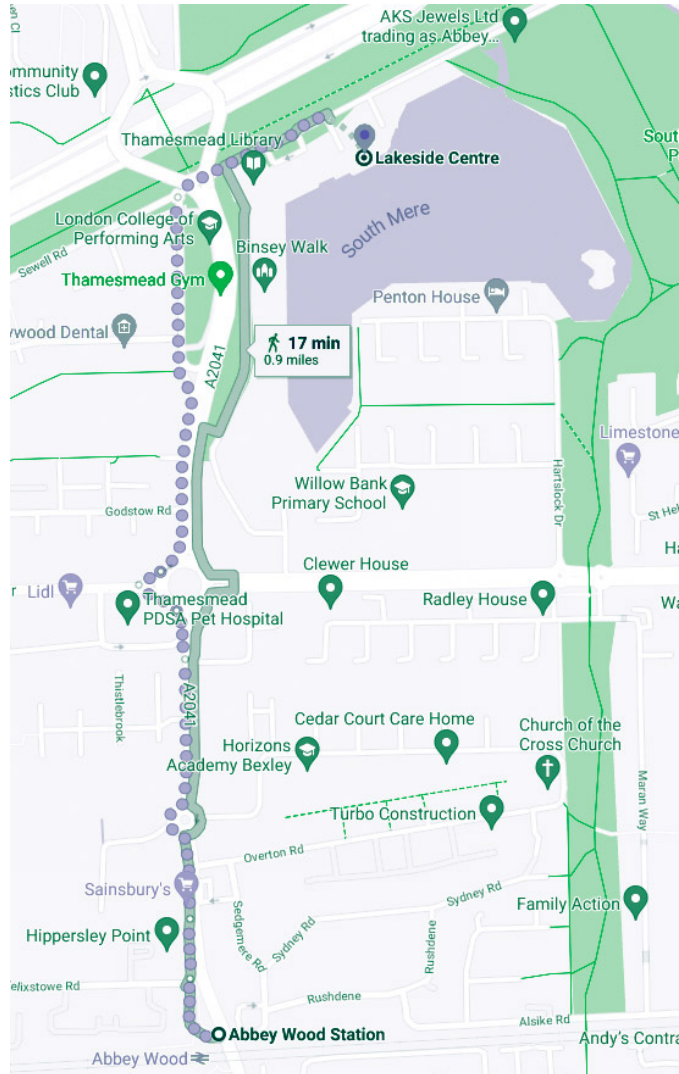 en Cl
AKS Jewels Ltd
trading as Abbey...
ommunity
stics Club
Thamesmead Library
Lakeside Centre
Sout
P
London College of
Performing Arts
South Mere
Sewell Rd
Binsey Walk
Thamesmead Gym
Penton House
ywood Dental
17 min
0.9 miles
A2041
Limestone
Willow Bank
Primary School
Hartslock Dr
Godstow Rd
St Hel
Clewer House
Ha
r
Lidl
Thamesmead
PDSA Pet Hospital
Radley House
Wa
Thistlebrook
A2041
Cedar Court Care Home
Horizons
Academy Bexley
Church of the
Cross Church
Maran Way
Turbo Construction
Overton Rd
Sainsbury's
Sydney Rd
Sedgemere Rd
Sydney Rd
Family Action
Hippersley Point
Rushdene
elixstowe Rd
Rushdene
Alsike Rd
Abbey Wood Station
Andy's Contra
Abbey Wood